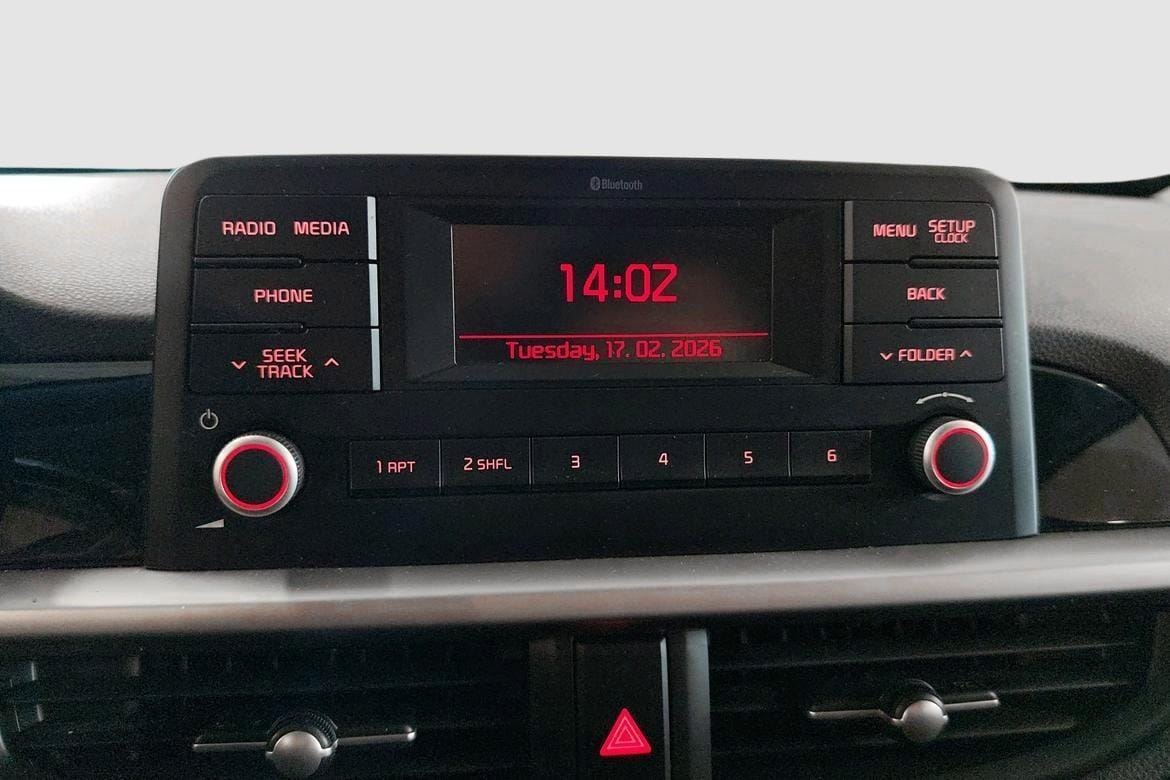 Bluetooth
RADIO MEDIA
MENU SETUP
CLOCK
14:02
PHONE
BACK
Tuesday, 17. 02. 2026
SEEK
TRACK
FOLDER
1 RPT
2 SHFL
3
4
5
6